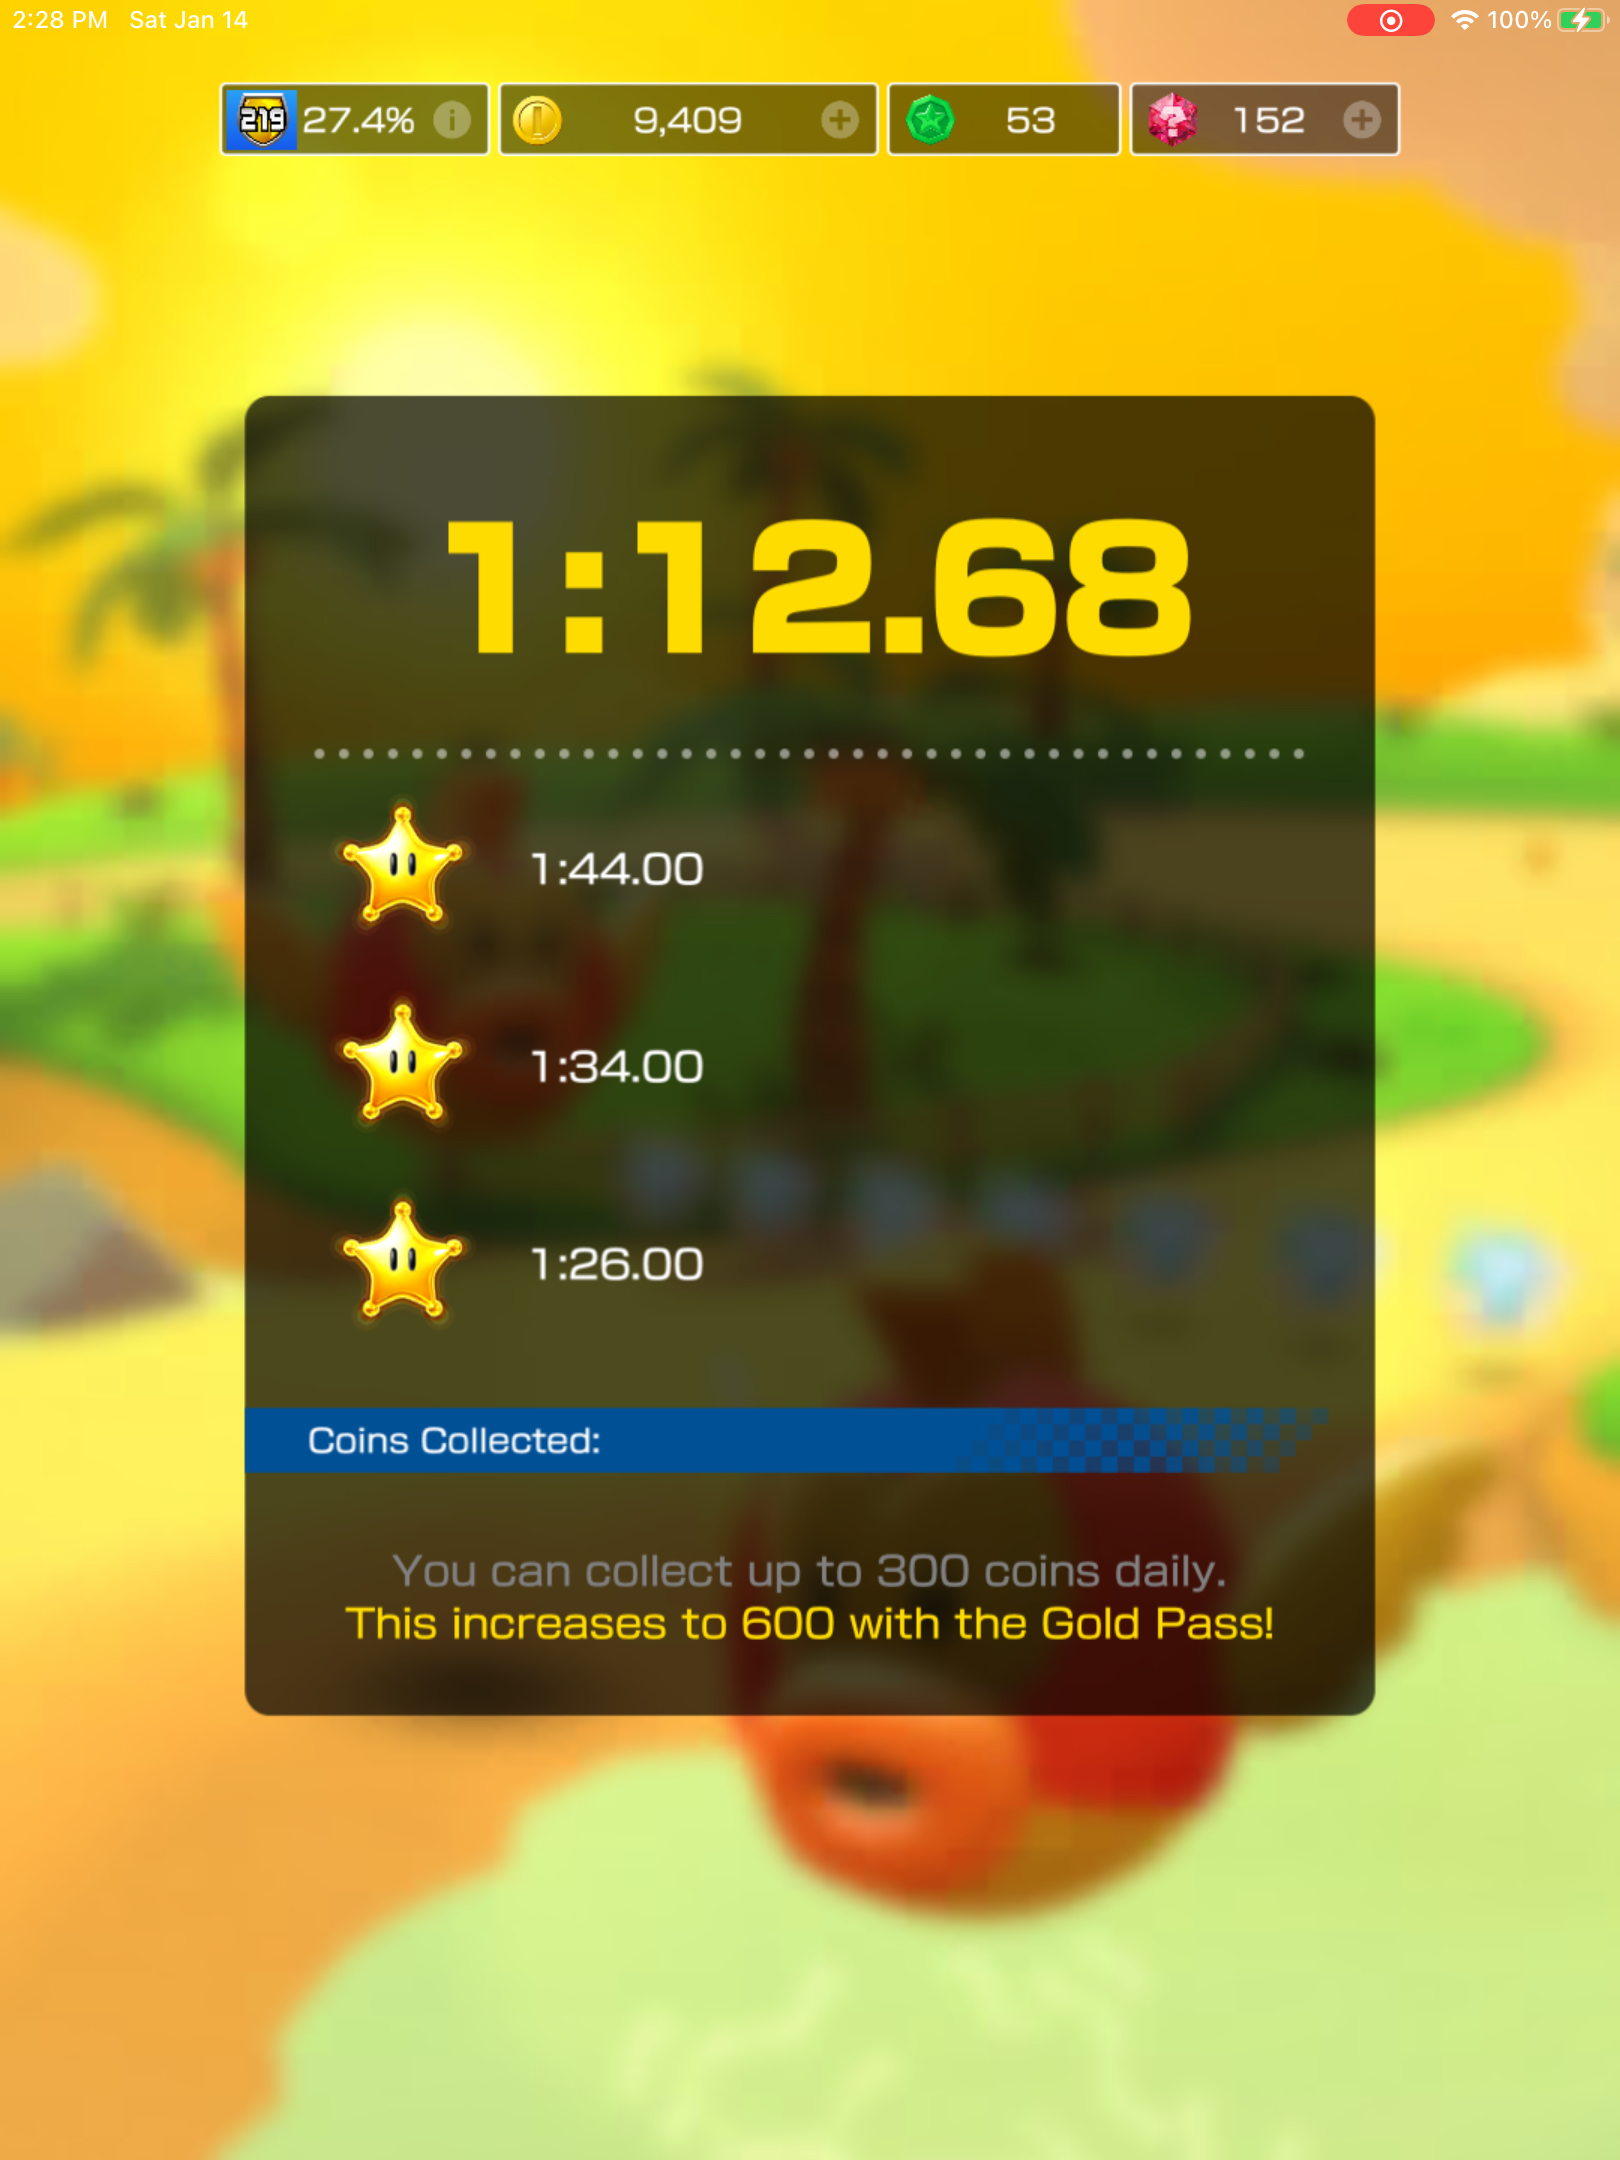 2:28 PM Sat Jan 14 100%
219 27.4% i 9,409 + 53 152 +
1:12.68
1:44.00
1:34.00
1:26.00
Coins Collected:
You can collect up to 300 coins daily.
This increases to 600 with the Gold Pass!